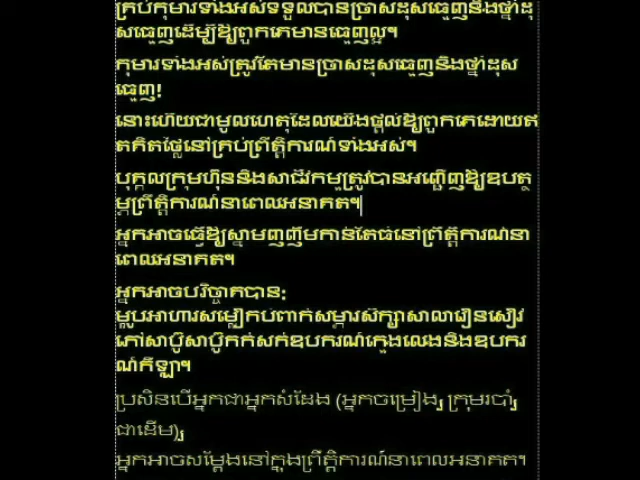 គ្រប់កុមារទាំងអស់ទទួលបានច្រាសដុសធ្មេញនិងថ្នាំដុ
សធ្មេញដើម្បីឱ្យពួកគេមានធ្មេញល្អ។
កុមារទាំងអស់ត្រូវតែមានច្រាសដុសធ្មេញនិងថ្នាំដុស
ធ្មេញ!
នោះហើយជាមូលហេតុដែលយើងផ្តល់ឱ្យពួកគេដោយឥ
តគិតថ្លៃនៅគ្រប់ព្រឹត្តិការណ៍ទាំងអស់។
បុគ្គលក្រុមហ៊ុននិងសាជីវកម្មត្រូវបានអញ្ជើញឱ្យឧបត្ថ
ម្ភព្រឹត្តិការណ៍នាពេលអនាគត។
អ្នកអាចធ្វើឱ្យស្នាមញញឹមកាន់តែធំនៅព្រឹត្តិការណ៍នា
ពេលអនាគត។
អ្នកអាចបរិច្ចាគបាន:
ម្ហូបអាហារសម្លៀកបំពាក់សម្ភារសិក្សាសាលារៀនសៀវ
ភៅសាប៊ូសាប៊ូកក់សក់ឧបករណ៍ក្មេងលេងនិងឧបករ
ណ៍កីឡា។
ប្រសិនបើអ្នកជាអ្នកសំដែង (អ្នកចម្រៀង, ក្រុមរបាំ,
ជាដើម),
អ្នកអាចសម្តែងនៅក្នុងព្រឹត្តិការណ៍នាពេលអនាគត។